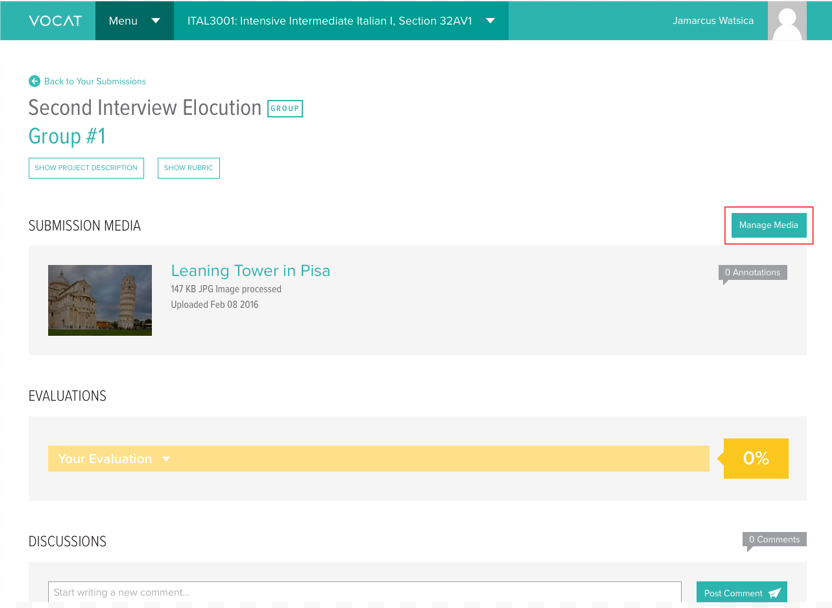 VOCAT
Menu
ITAL3001: Intensive Intermediate Italian I, Section 32AV1
Jamarcus Watsica
Back to Your Submissions
Second Interview Elocution GROUP
Group #1
SHOW PROJECT DESCRIPTION SHOW RUBRIC
SUBMISSION MEDIA
Manage Media
Leaning Tower in Pisa
0 Annotations
147 KB JPG Image processed
Uploaded Feb 08 2016
EVALUATIONS
Your Evaluation
0%
DISCUSSIONS
0 Comments
Start writing a new comment...
Post Comment